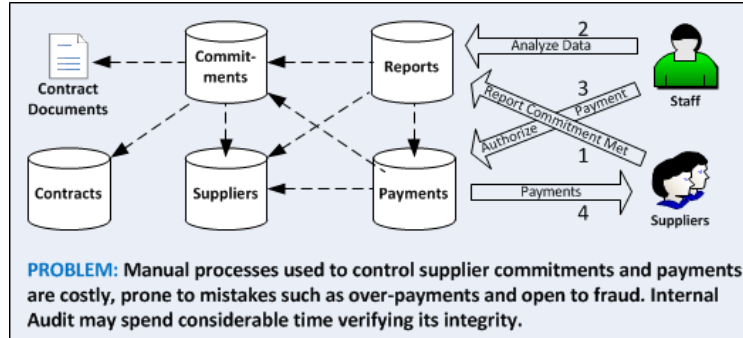 2
Analyze Data
Commit-
ments
Reports
Contract
Documents
Staff
3
Authorize Payment
Report Commitment Met
1
Contracts
Suppliers
Payments
Payments
4
Suppliers
PROBLEM: Manual processes used to control supplier commitments and payments
are costly, prone to mistakes such as over-payments and open to fraud. Internal
Audit may spend considerable time verifying its integrity.